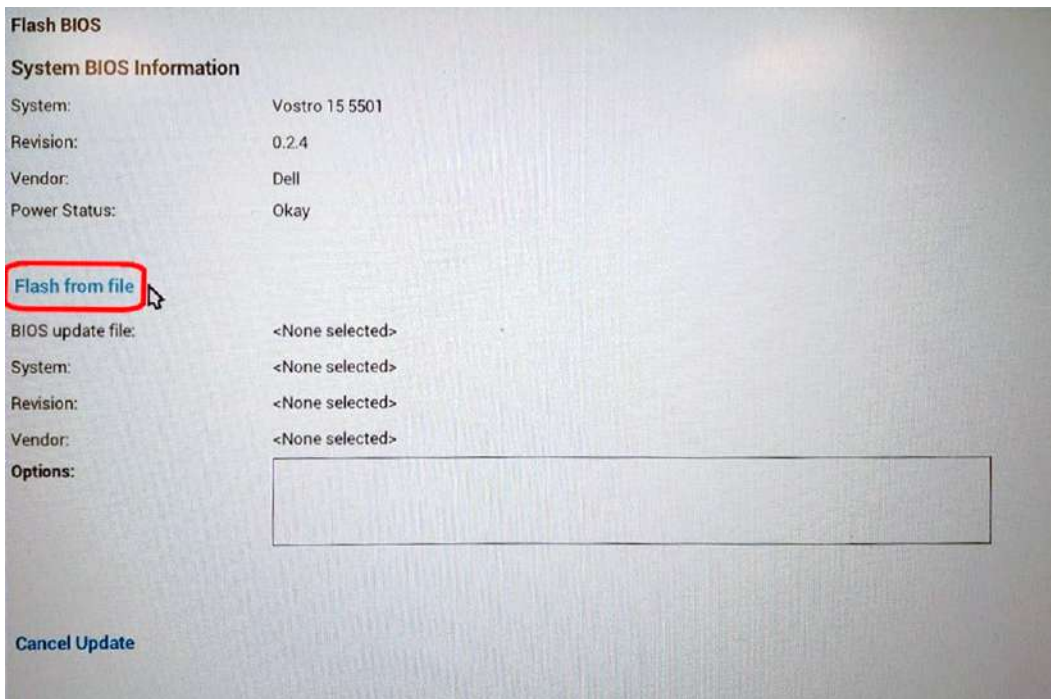 Flash BIOS
System BIOS Information
System: Vostro 15 5501
Revision: 0.2.4
Vendor: Dell
Power Status: Okay
Flash from file
BIOS update file: <None selected>
System: <None selected>
Revision: <None selected>
Vendor: <None selected>
Options:
Cancel Update